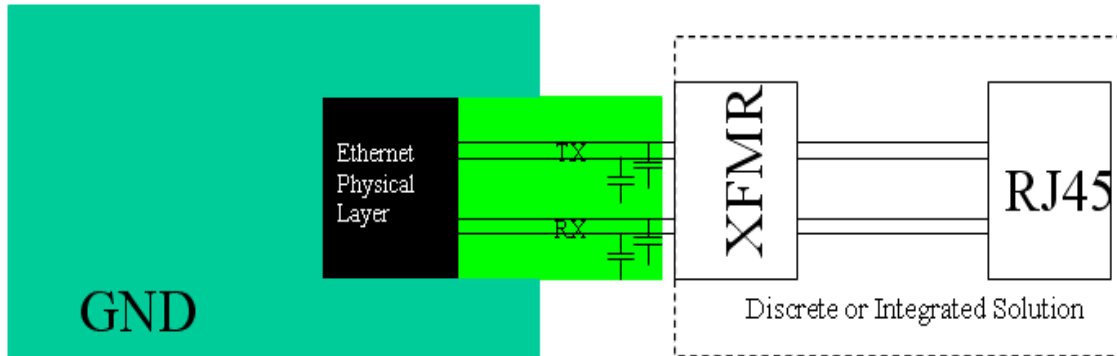 Ethernet
Physical
Layer
TX
RX
XFMR
RJ45
GND
Discrete or Integrated Solution